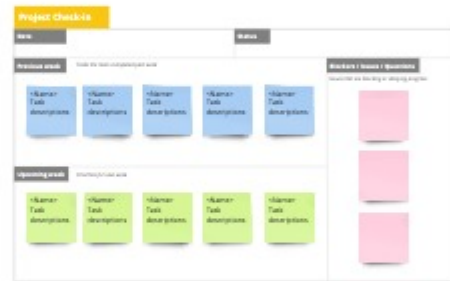 Project Check-in
Date
Status
Previous week
Blockers / Issues / Questions
<Name>
Task
descriptions
<Name>
Task
descriptions
<Name>
Task
descriptions
<Name>
Task
descriptions
<Name>
Task
descriptions
Upcoming week
<Name>
Task
descriptions
<Name>
Task
descriptions
<Name>
Task
descriptions
<Name>
Task
descriptions
<Name>
Task
descriptions